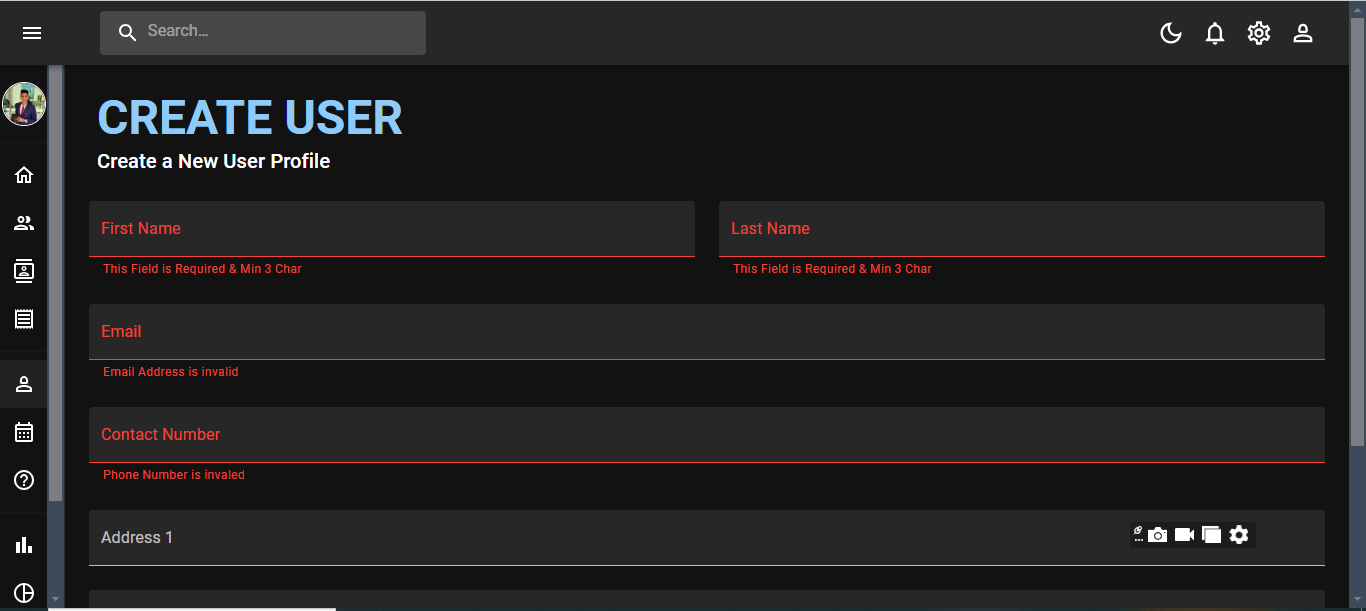 Search...
CREATE USER
Create a New User Profile
First Name
Last Name
This Field is Required & Min 3 Char
This Field is Required & Min 3 Char
Email
Email Address is invalid
Contact Number
Phone Number is invaled
Address 1